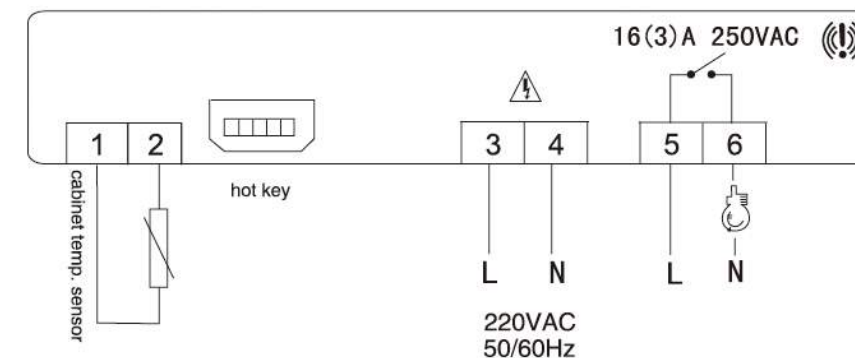 16(3)A 250VAC
1 2 3 4 5 6
hot key
cabinet temp. sensor
L N L N
220VAC
50/60Hz